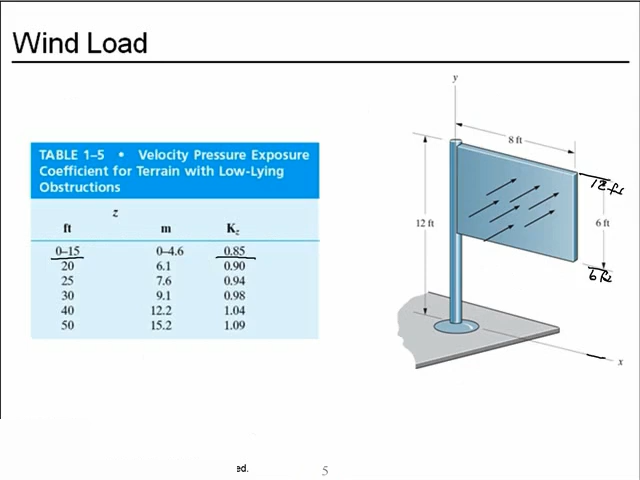 Wind Load
TABLE 1–5 • Velocity Pressure Exposure
Coefficient for Terrain with Low-Lying
Obstructions
z
ft m Kz
0–15 0–4.6 0.85
20 6.1 0.90
25 7.6 0.94
30 9.1 0.98
40 12.2 1.04
50 15.2 1.09
y
8 ft
12 ft
12 ft
6 ft
6 ft
x
ed.
5